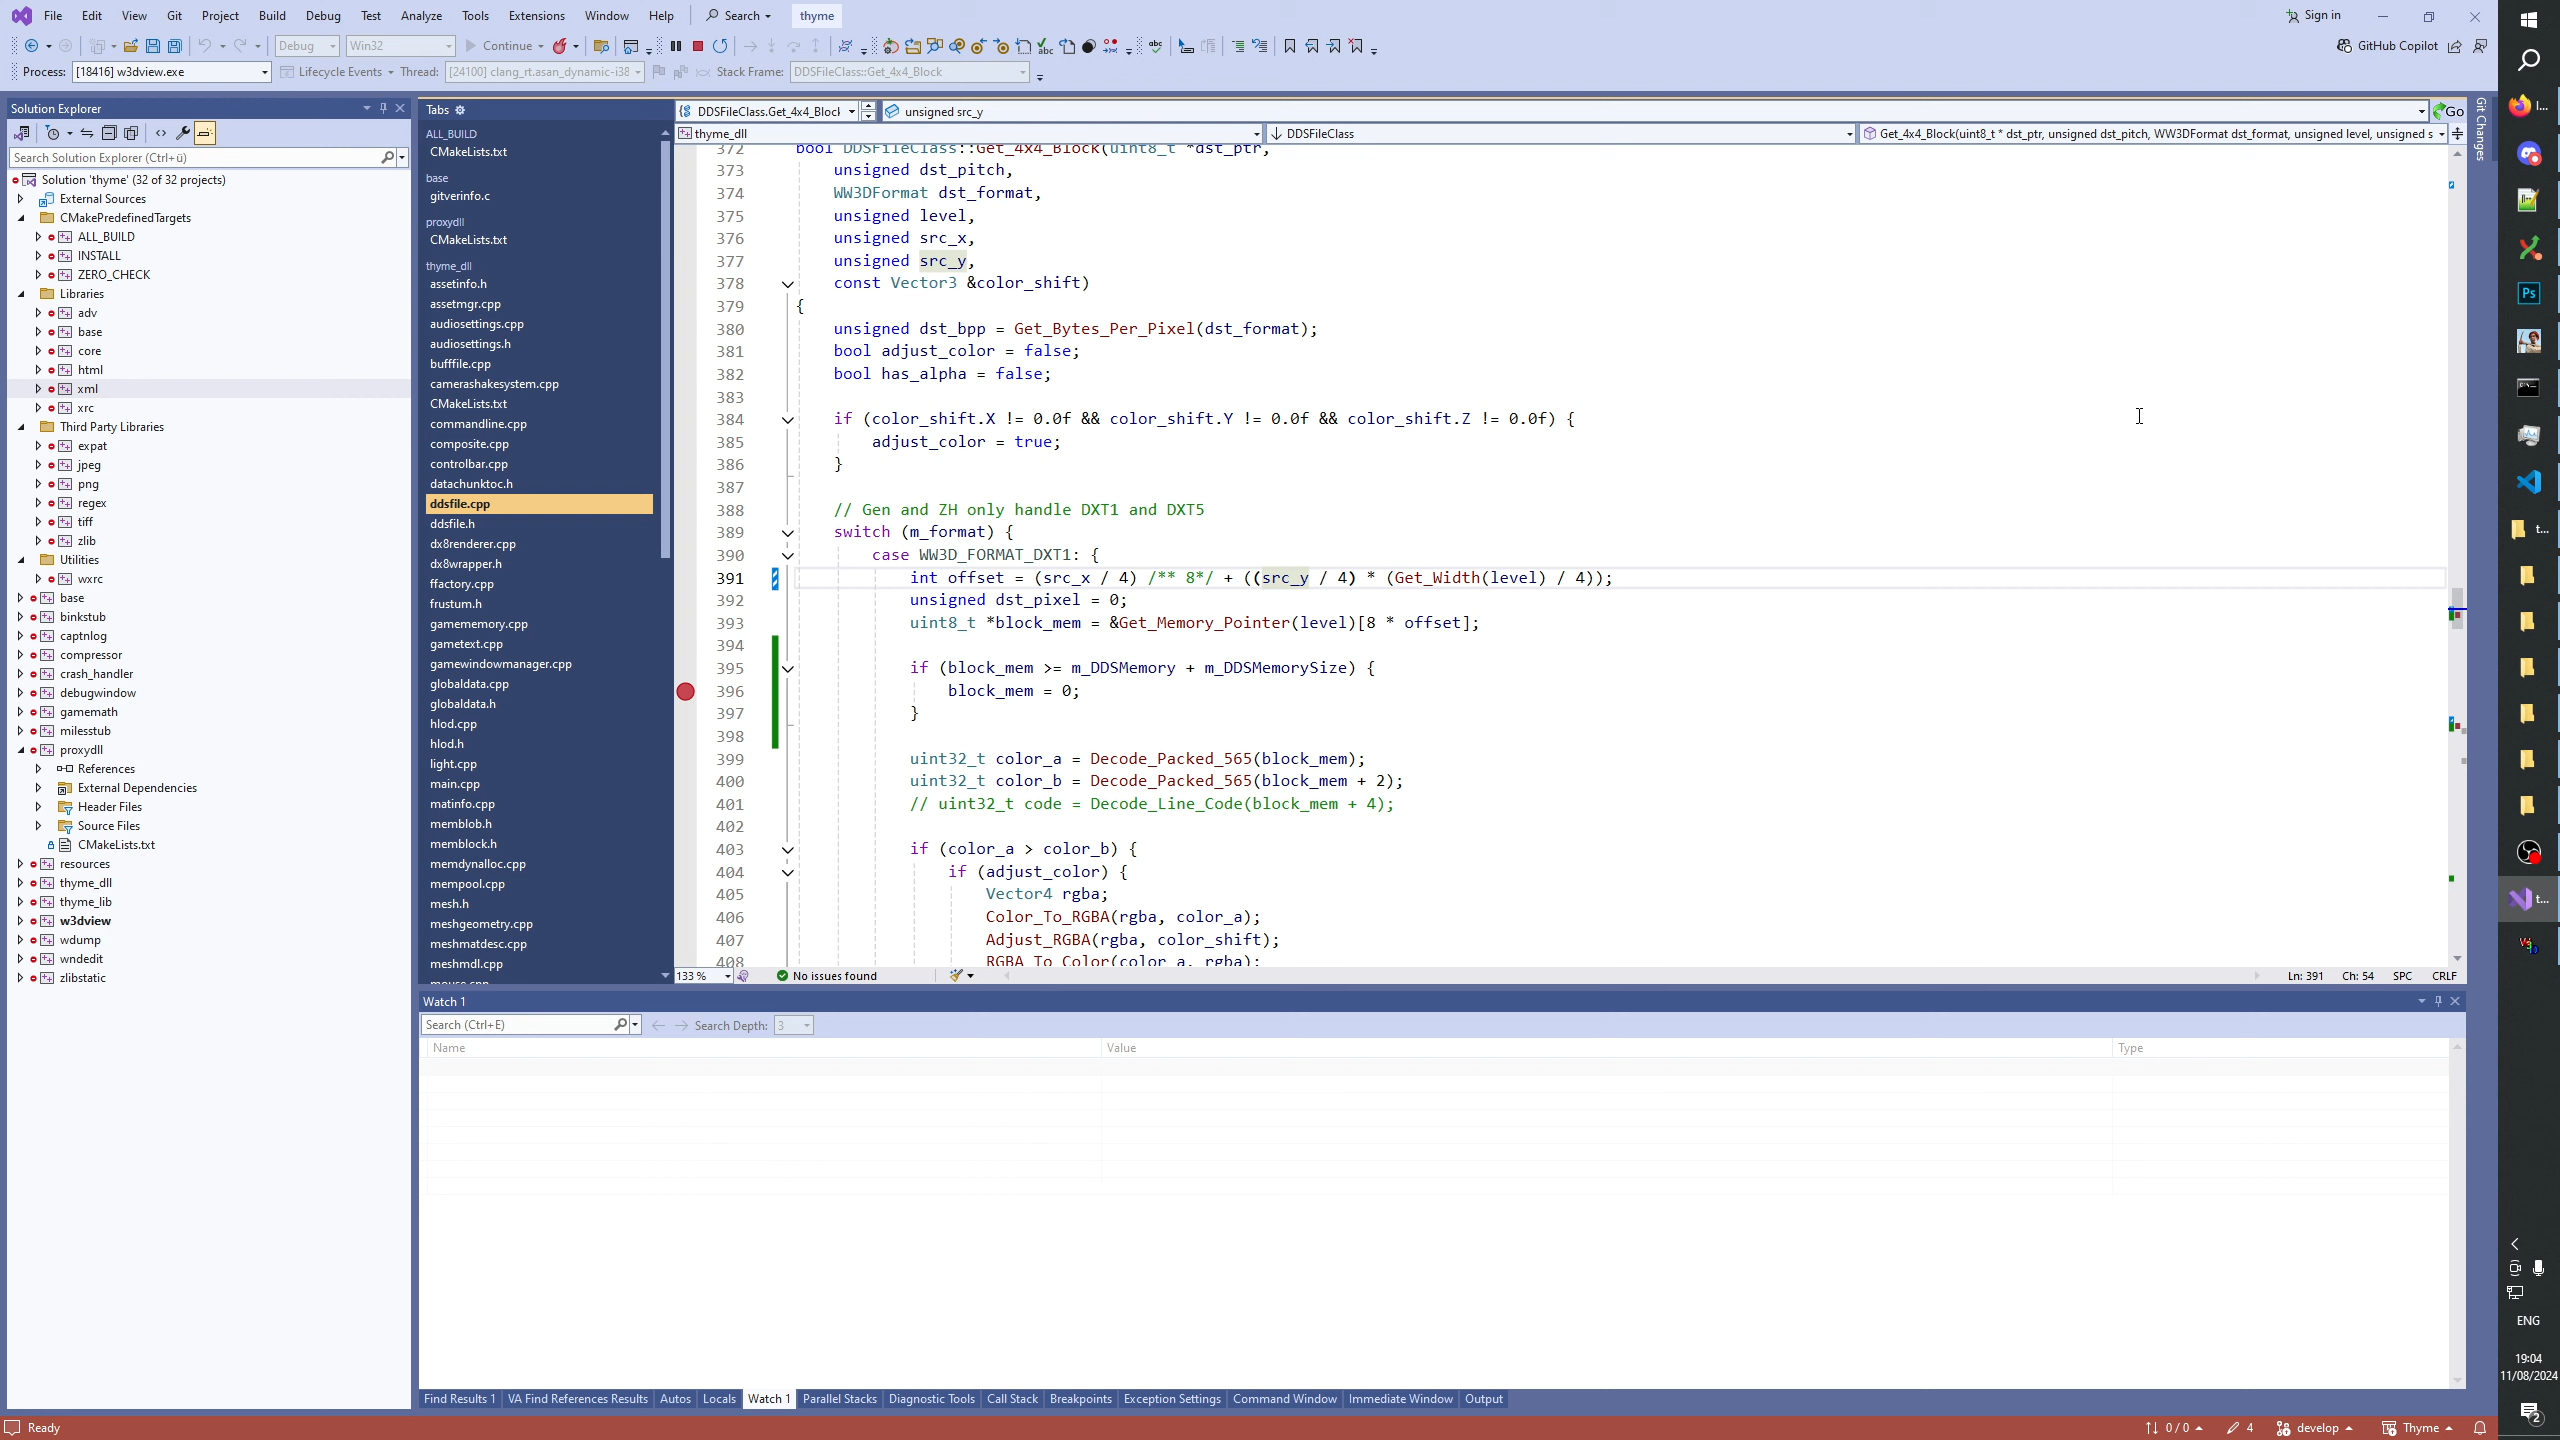 File Edit View Git Project Build Debug Test Analyze Tools Extensions Window Help Search thyme Sign in
Debug Win32 Continue GitHub Copilot
Process: [18416] w3dview.exe Lifecycle Events Thread: [24100] clang_rt.asan_dynamic-i38 Stack Frame: DDSFileClass::Get_4x4_Block
Solution Explorer
Search Solution Explorer (Ctrl+ü)
Solution 'thyme' (32 of 32 projects)
External Sources
CMakePredefinedTargets
ALL_BUILD
INSTALL
ZERO_CHECK
Libraries
adv
base
core
html
xml
xrc
Third Party Libraries
expat
jpeg
png
regex
tiff
zlib
Utilities
wxrc
base
binkstub
captnlog
compressor
crash_handler
debugwindow
gamemath
milesstub
proxydll
References
External Dependencies
Header Files
Source Files
CMakeLists.txt
resources
thyme_dll
thyme_lib
w3dview
wdump
wndedit
zlibstatic
Tabs
ALL_BUILD
CMakeLists.txt
base
gitverinfo.c
proxydll
CMakeLists.txt
thyme_dll
assetinfo.h
assetmgr.cpp
audiosettings.cpp
audiosettings.h
bufffile.cpp
camerashakesystem.cpp
CMakeLists.txt
commandline.cpp
composite.cpp
controlbar.cpp
datachunktoc.h
ddsfile.cpp
ddsfile.h
dx8renderer.cpp
dx8wrapper.h
ffactory.cpp
frustum.h
gamememory.cpp
gametext.cpp
gamewindowmanager.cpp
globaldata.cpp
globaldata.h
hlod.cpp
hlod.h
light.cpp
main.cpp
matinfo.cpp
memblob.h
memblock.h
memdynalloc.cpp
mempool.cpp
mesh.h
meshgeometry.cpp
meshmatdesc.cpp
meshmdl.cpp
mouse.cpp
DDSFileClass.Get_4x4_Block unsigned src_y Go
thyme_dll DDSFileClass Get_4x4_Block(uint8_t * dst_ptr, unsigned dst_pitch, WW3DFormat dst_format, unsigned level, unsigned s
372 bool DDSFileClass::Get_4x4_Block(uint8_t *dst_ptr,
373 unsigned dst_pitch,
374 WW3DFormat dst_format,
375 unsigned level,
376 unsigned src_x,
377 unsigned src_y,
378 const Vector3 &color_shift)
379 {
380 unsigned dst_bpp = Get_Bytes_Per_Pixel(dst_format);
381 bool adjust_color = false;
382 bool has_alpha = false;
383
384 if (color_shift.X != 0.0f && color_shift.Y != 0.0f && color_shift.Z != 0.0f) {
385 adjust_color = true;
386 }
387
388 // Gen and ZH only handle DXT1 and DXT5
389 switch (m_format) {
390 case WW3D_FORMAT_DXT1: {
391 int offset = (src_x / 4) /** 8*/ + ((src_y / 4) * (Get_Width(level) / 4));
392 unsigned dst_pixel = 0;
393 uint8_t *block_mem = &Get_Memory_Pointer(level)[8 * offset];
394
395 if (block_mem >= m_DDSMemory + m_DDSMemorySize) {
396 block_mem = 0;
397 }
398
399 uint32_t color_a = Decode_Packed_565(block_mem);
400 uint32_t color_b = Decode_Packed_565(block_mem + 2);
401 // uint32_t code = Decode_Line_Code(block_mem + 4);
402
403 if (color_a > color_b) {
404 if (adjust_color) {
405 Vector4 rgba;
406 Color_To_RGBA(rgba, color_a);
407 Adjust_RGBA(rgba, color_shift);
408 RGBA_To_Color(color_a, rgba);
133 % No issues found Ln: 391 Ch: 54 SPC CRLF
Watch 1
Search (Ctrl+E) Search Depth: 3
Name Value Type
Find Results 1 VA Find References Results Autos Locals Watch 1 Parallel Stacks Diagnostic Tools Call Stack Breakpoints Exception Settings Command Window Immediate Window Output
Ready 0 / 0 4 develop Thyme
Git Changes
I...
Ps
t...
t...
ENG
19:04
11/08/2024
2